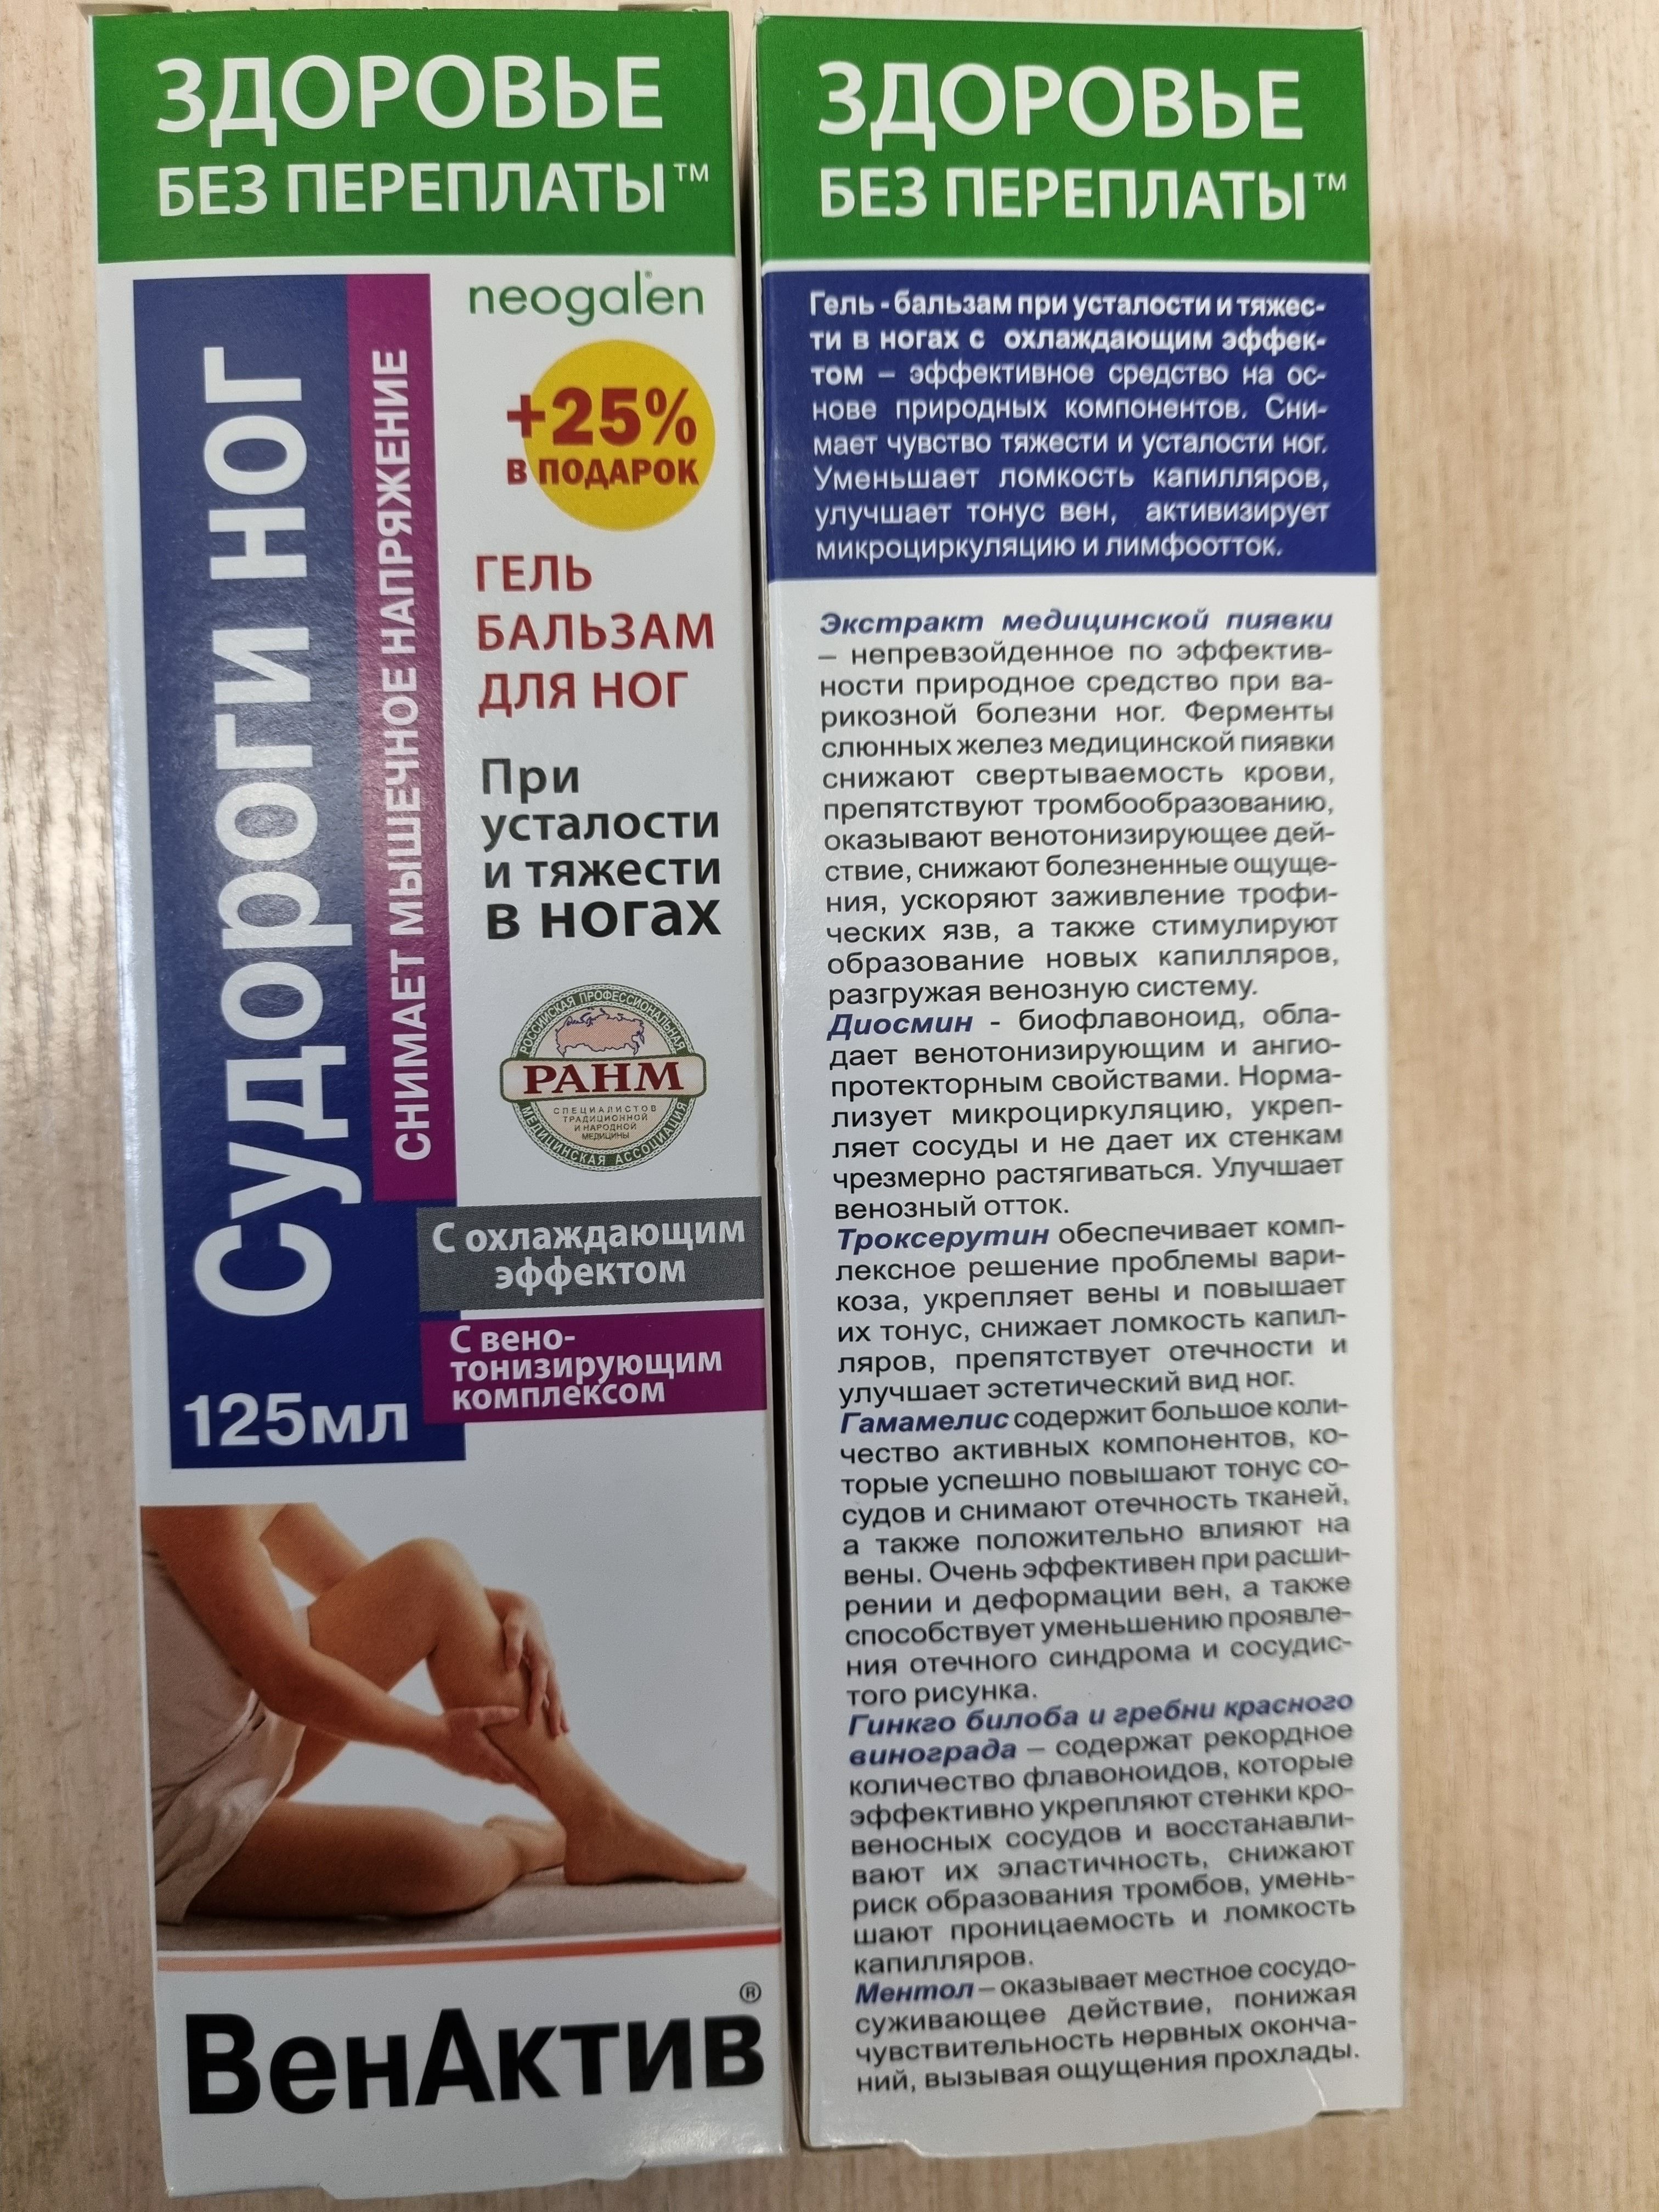 ЗДОРОВЬЕ
БЕЗ ПЕРЕПЛАТЫ™
neogalen®
Судороги ног
СНИМАЕТ МЫШЕЧНОЕ НАПРЯЖЕНИЕ
+25%
В ПОДАРОК
ГЕЛЬ
БАЛЬЗАМ
ДЛЯ НОГ
При
усталости
и тяжести
в ногах
РОССИЙСКАЯ ПРОФЕССИОНАЛЬНАЯ
РАНМ
СПЕЦИАЛИСТОВ
ТРАДИЦИОННОЙ
И НАРОДНОЙ
МЕДИЦИНЫ
МЕДИЦИНСКАЯ АССОЦИАЦИЯ
С охлаждающим
эффектом
С вено-
тонизирующим
комплексом
125мл
ВенАктив®
ЗДОРОВЬЕ
БЕЗ ПЕРЕПЛАТЫ™
Гель - бальзам при усталости и тяжес-
ти в ногах с охлаждающим эффек-
том – эффективное средство на ос-
нове природных компонентов. Сни-
мает чувство тяжести и усталости ног.
Уменьшает ломкость капилляров,
улучшает тонус вен, активизирует
микроциркуляцию и лимфоотток.
Экстракт медицинской пиявки
– непревзойденное по эффектив-
ности природное средство при ва-
рикозной болезни ног. Ферменты
слюнных желез медицинской пиявки
снижают свертываемость крови,
препятствуют тромбообразованию,
оказывают венотонизирующее дей-
ствие, снижают болезненные ощуще-
ния, ускоряют заживление трофи-
ческих язв, а также стимулируют
образование новых капилляров,
разгружая венозную систему.
Диосмин - биофлавоноид, обла-
дает венотонизирующим и ангио-
протекторным свойствами. Норма-
лизует микроциркуляцию, укреп-
ляет сосуды и не дает их стенкам
чрезмерно растягиваться. Улучшает
венозный отток.
Троксерутин обеспечивает комп-
лексное решение проблемы вари-
коза, укрепляет вены и повышает
их тонус, снижает ломкость капил-
ляров, препятствует отечности и
улучшает эстетический вид ног.
Гамамелис содержит большое коли-
чество активных компонентов, ко-
торые успешно повышают тонус со-
судов и снимают отечность тканей,
а также положительно влияют на
вены. Очень эффективен при расши-
рении и деформации вен, а также
способствует уменьшению проявле-
ния отечного синдрома и сосудис-
того рисунка.
Гинкго билоба и гребни красного
винограда – содержат рекордное
количество флавоноидов, которые
эффективно укрепляют стенки кро-
веносных сосудов и восстанавли-
вают их эластичность, снижают
риск образования тромбов, умень-
шают проницаемость и ломкость
капилляров.
Ментол – оказывает местное сосудо-
суживающее действие, понижая
чувствительность нервных оконча-
ний, вызывая ощущения прохлады.